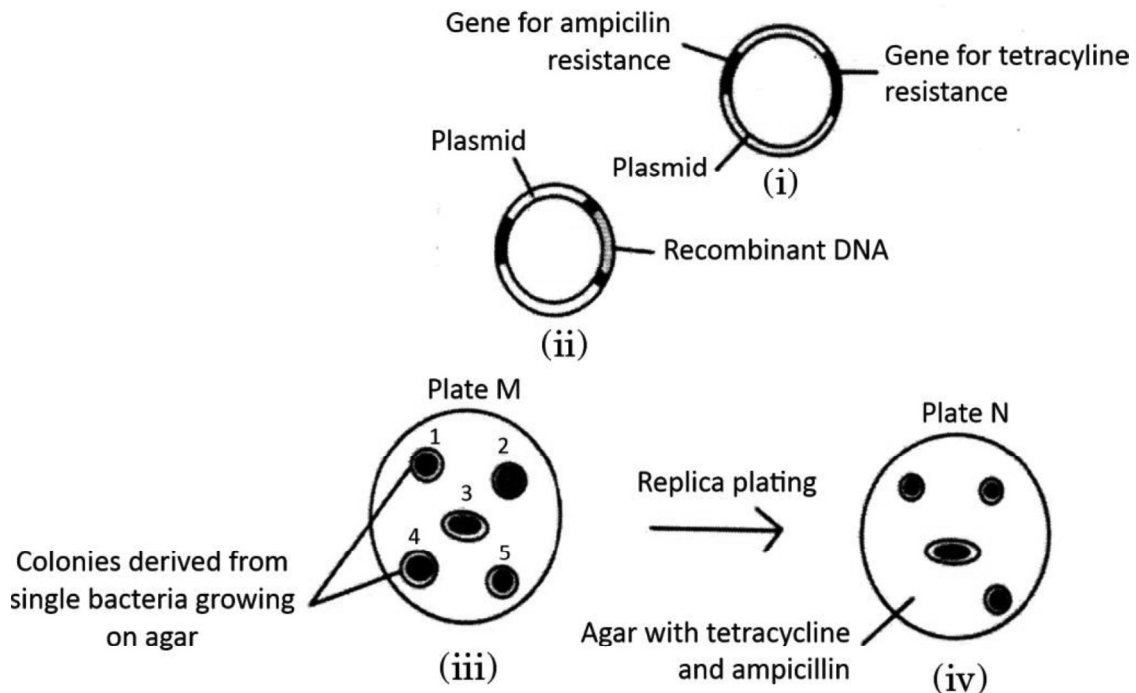 Gene for ampicilin
resistance
Gene for tetracyline
resistance
Plasmid
(i)
Plasmid
Recombinant DNA
(ii)
Plate M
1
2
3
4
5
Colonies derived from
single bacteria growing
on agar
(iii)
Replica plating
Plate N
Agar with tetracycline
and ampicillin
(iv)